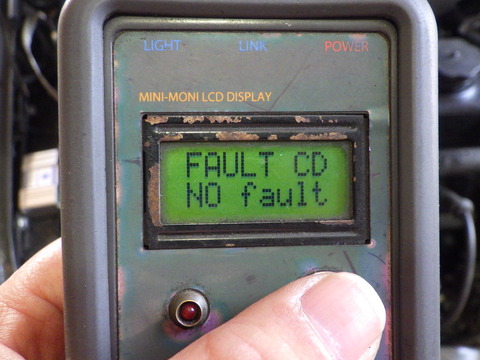 LIGHT LINK POWER
MINI-MONI LCD DISPLAY
FAULT CD
NO fault